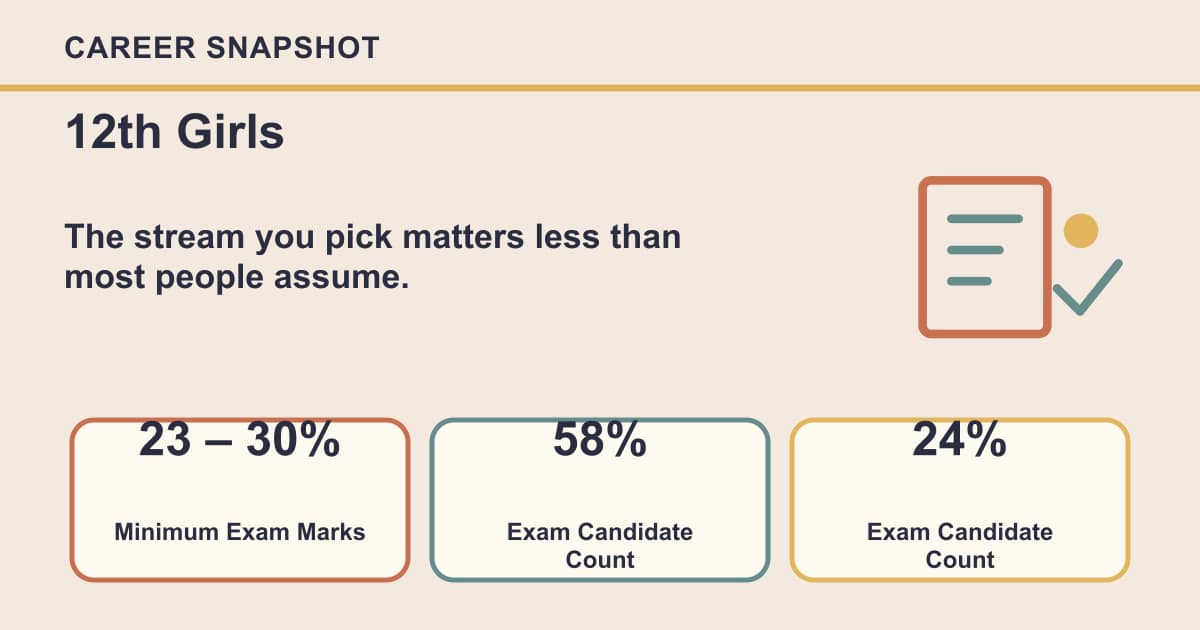 CAREER SNAPSHOT
12th Girls
The stream you pick matters less than
most people assume.
23 – 30%
Minimum Exam Marks
58%
Exam Candidate
Count
24%
Exam Candidate
Count